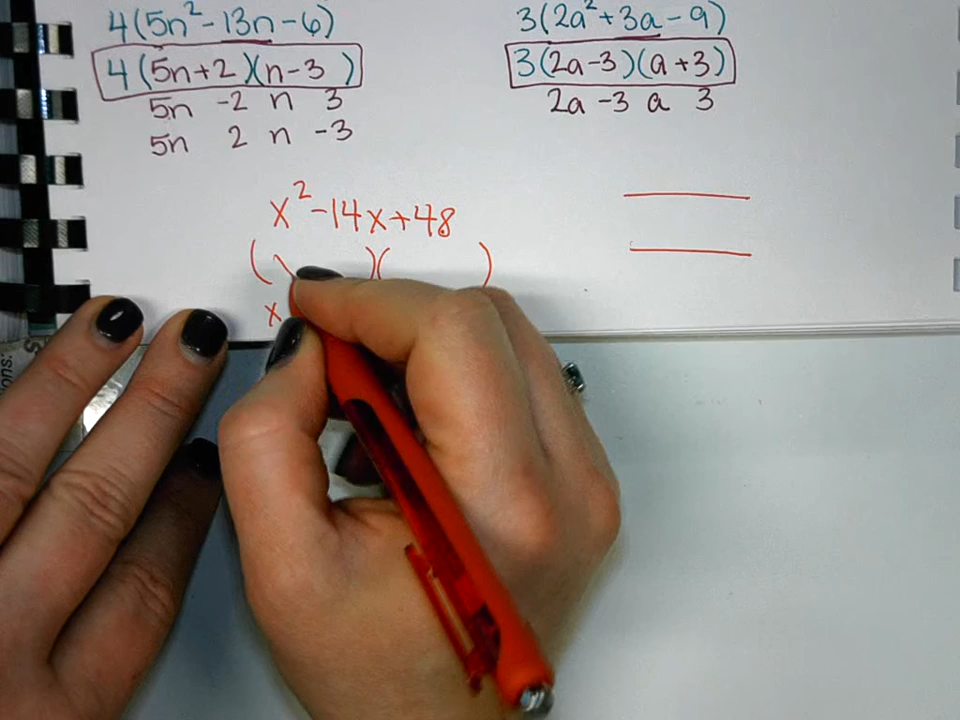 4(5n²-13n-6)
4(5n+2)(n-3 )
5n -2 n 3
5n 2 n -3
3(2a²+3a-9)
3(2a-3)(a+3)
2a -3 a 3
x²-14x+48
( )( )
x